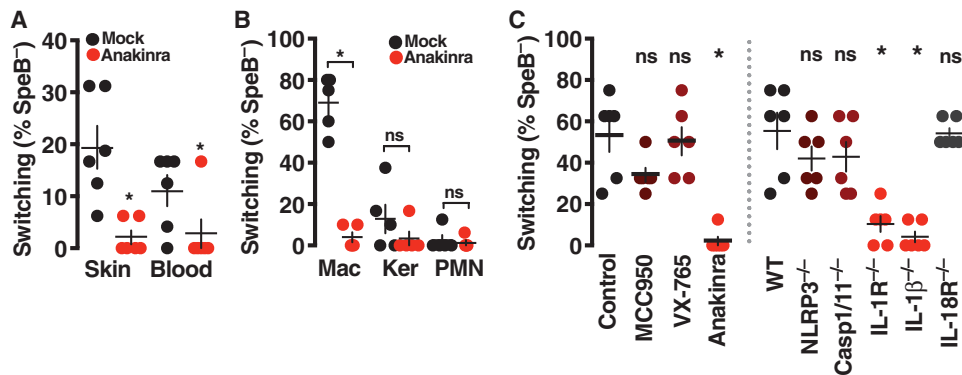 A
Switching (% SpeB⁻)
40
30
20
10
0
Mock
Anakinra
*
*
Skin Blood
B
Switching (% SpeB⁻)
100
80
60
40
20
0
Mock
Anakinra
*
ns
ns
Mac Ker PMN
C
Switching (% SpeB⁻)
100
80
60
40
20
0
ns ns * ns ns * * ns
Control
MCC950
VX-765
Anakinra
WT
NLRP3⁻/⁻
Casp1/11⁻/⁻
IL-1R⁻/⁻
IL-1β⁻/⁻
IL-18R⁻/⁻